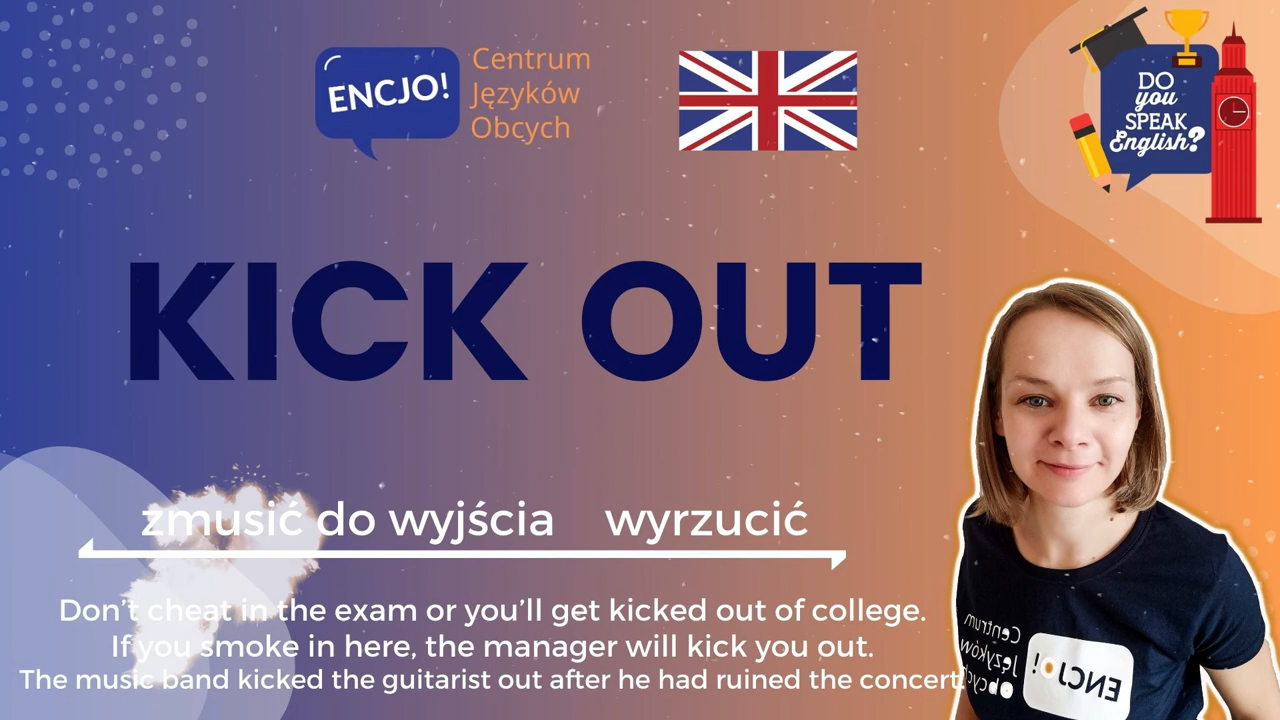 ENCJO!
Centrum
Języków
Obcych
DO
you
SPEAK
English?
KICK OUT
zmusić do wyjścia wyrzucić
Don't cheat in the exam or you'll get kicked out of college.
If you smoke in here, the manager will kick you out.
The music band kicked the guitarist out after he had ruined the concert.
Centrum
Języków
Obcych
ENCJO!